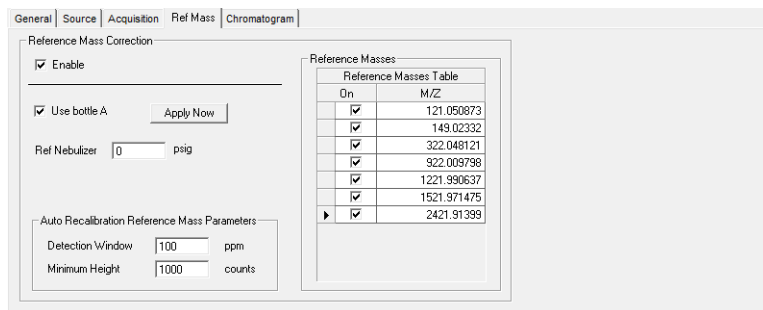 General Source Acquisition Ref Mass Chromatogram
Reference Mass Correction
Enable
Use bottle A Apply Now
Ref Nebulizer 0 psig
Auto Recalibration Reference Mass Parameters
Detection Window 100 ppm
Minimum Height 1000 counts
Reference Masses
Reference Masses Table
On M/Z
121.050873
149.02332
322.048121
922.009798
1221.990637
1521.971475
2421.91399